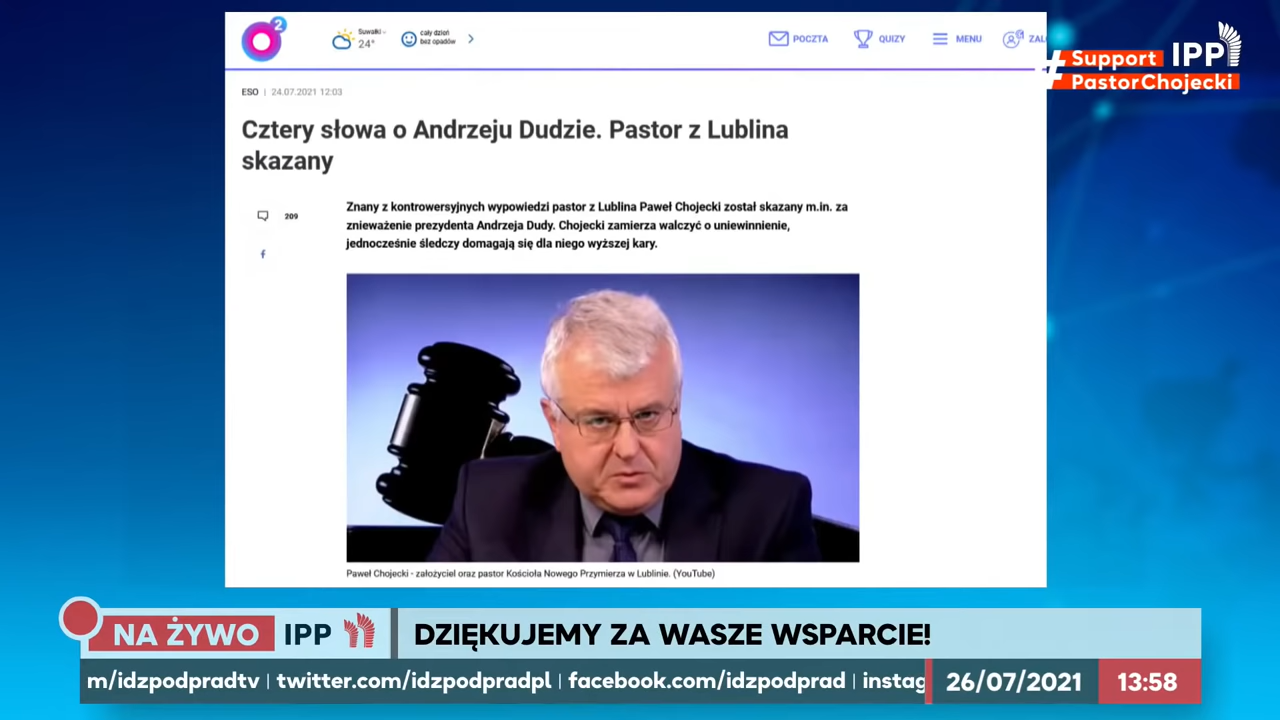 2
Suwałki
24°
cały dzień
bez opadów
POCZTA
QUIZY
MENU
#Support
PastorChojecki
IPP
ESO | 24.07.2021 12:03
Cztery słowa o Andrzeju Dudzie. Pastor z Lublina
skazany
209
Znany z kontrowersyjnych wypowiedzi pastor z Lublina Paweł Chojecki został skazany m.in. za
znieważenie prezydenta Andrzeja Dudy. Chojecki zamierza walczyć o uniewinnienie,
jednocześnie śledczy domagają się dla niego wyższej kary.
Paweł Chojecki - założyciel oraz pastor Kościoła Nowego Przymierza w Lublinie. (YouTube)
NA ŻYWO IPP
DZIĘKUJEMY ZA WASZE WSPARCIE!
m/idzpodpradtv | twitter.com/idzpodpradpl | facebook.com/idzpodprad | instag
26/07/2021 13:58